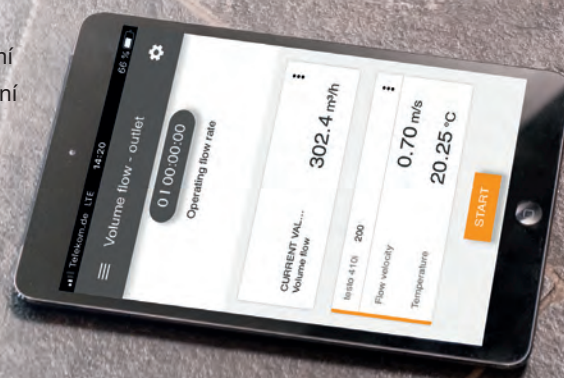 ní
ní
Telekom.de LTE 14:20 66 %
Volume flow - outlet
0 | 00:00:00
Operating flow rate
CURRENT VAL...
Volume flow 302.4 m³/h
testo 410i 200
Flow velocity 0.70 m/s
Temperature 20.25 °C
START